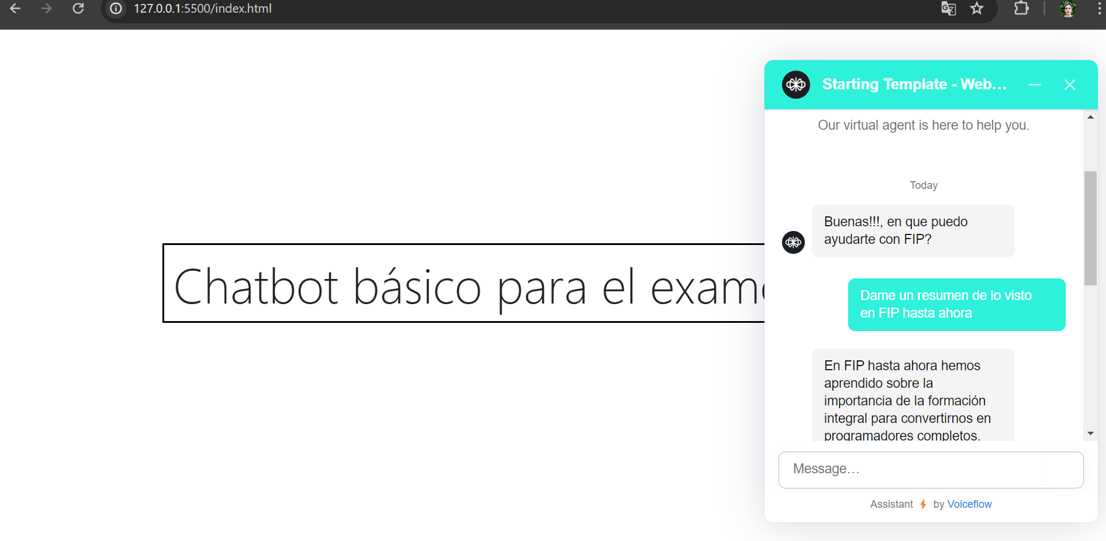 127.0.0.1:5500/index.html
Chatbot básico para el exam
Starting Template - Web...
Our virtual agent is here to help you.
Today
Buenas!!!, en que puedo
ayudarte con FIP?
Dame un resumen de lo visto
en FIP hasta ahora
En FIP hasta ahora hemos
aprendido sobre la
importancia de la formación
integral para convertirnos en
programadores completos.
Message...
Assistant by Voiceflow